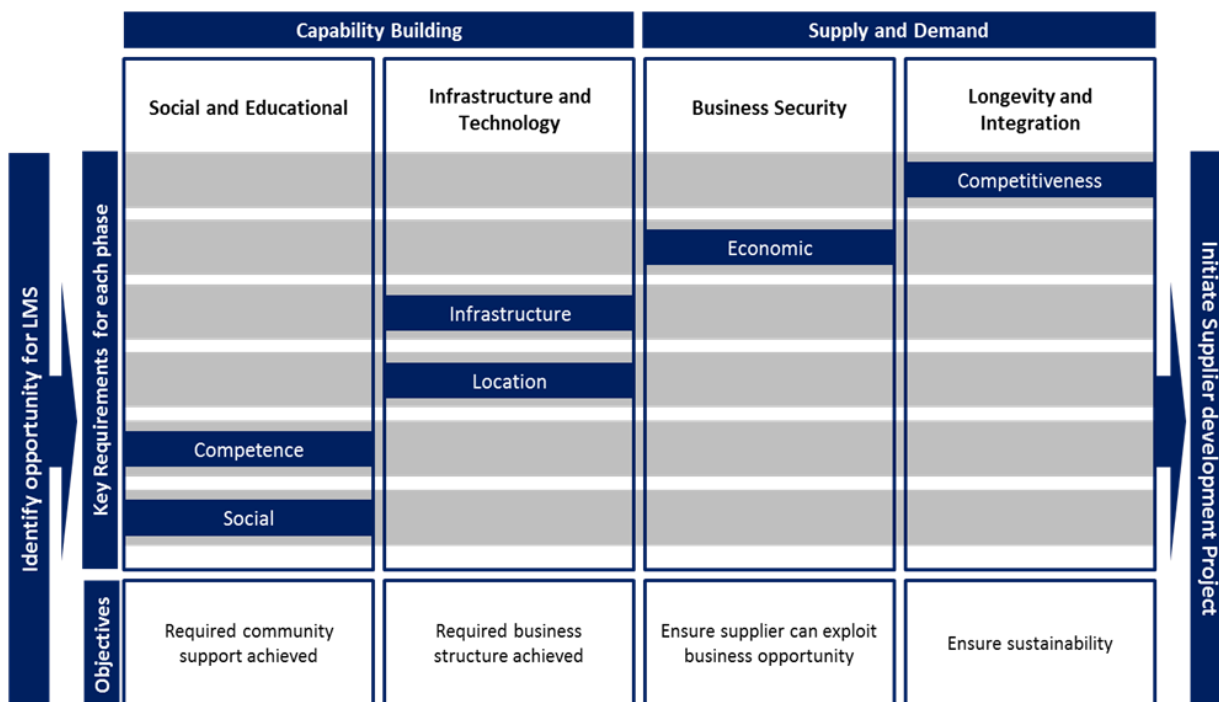 Capability Building
Supply and Demand
Social and Educational
Infrastructure and
Technology
Business Security
Longevity and
Integration
Identify opportunity for LMS
Key Requirements for each phase
Competitiveness
Economic
Infrastructure
Location
Competence
Social
Initiate Supplier development Project
Objectives
Required community
support achieved
Required business
structure achieved
Ensure supplier can exploit
business opportunity
Ensure sustainability